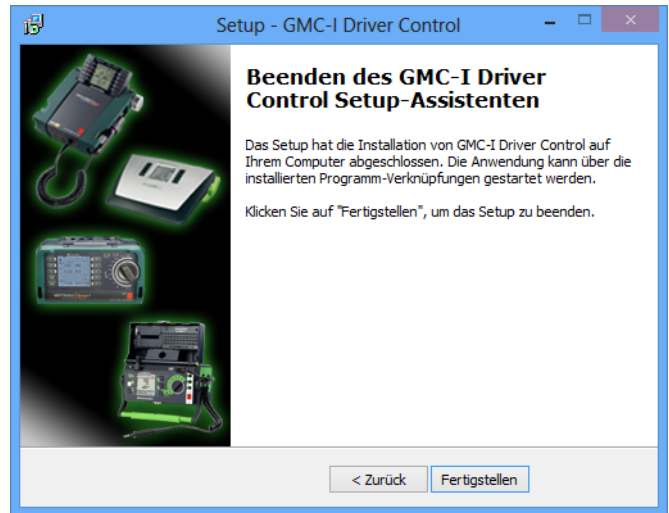 Setup - GMC-I Driver Control
Beenden des GMC-I Driver
Control Setup-Assistenten
Das Setup hat die Installation von GMC-I Driver Control auf
Ihrem Computer abgeschlossen. Die Anwendung kann über die
installierten Programm-Verknüpfungen gestartet werden.
Klicken Sie auf "Fertigstellen", um das Setup zu beenden.
< Zurück
Fertigstellen